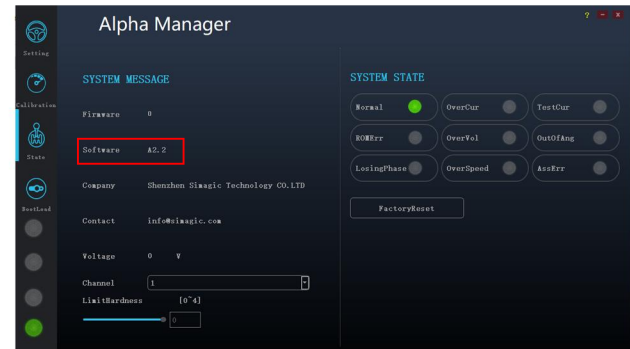 Alpha Manager
? - x
Setting
Calibration
State
BootLoad
SYSTEM MESSAGE
Firmware 0
Software A2.2
Company Shenzhen Simagic Technology CO.LTD
Contact info@simagic.com
Voltage 0 V
Channel 1
LimitHardness [0~4]
0
SYSTEM STATE
Normal OverCur TestCur
ROMErr OverVol OutOfAng
LosingPhase OverSpeed AssErr
FactoryReset